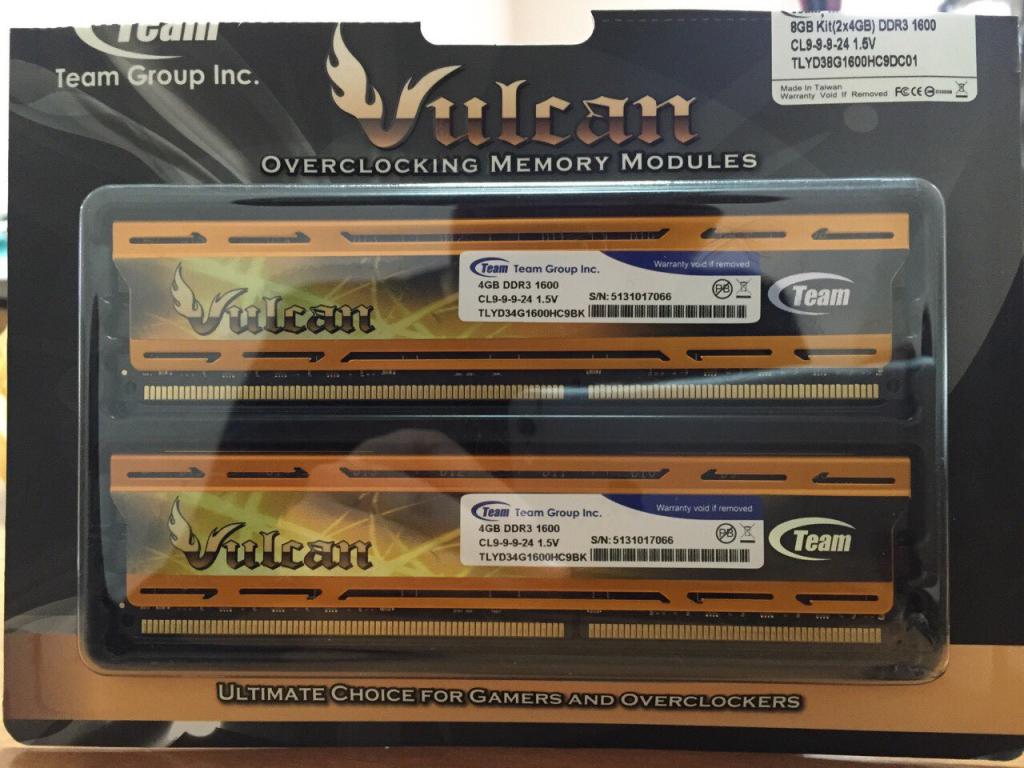 Team
Team Group Inc.
Vulcan
OVERCLOCKING MEMORY MODULES
8GB Kit(2x4GB) DDR3 1600
CL9-9-9-24 1.5V
TLYD38G1600HC9DC01
Made In Taiwan
Warranty Void If Removed
Vulcan
Team Team Group Inc.
Warranty void if removed
4GB DDR3 1600
CL9-9-9-24 1.5V
S/N: 5131017066
TLYD34G1600HC9BK
Team
Vulcan
Team Team Group Inc.
Warranty void if removed
4GB DDR3 1600
CL9-9-9-24 1.5V
S/N: 5131017066
TLYD34G1600HC9BK
Team
ULTIMATE CHOICE FOR GAMERS AND OVERCLOCKERS